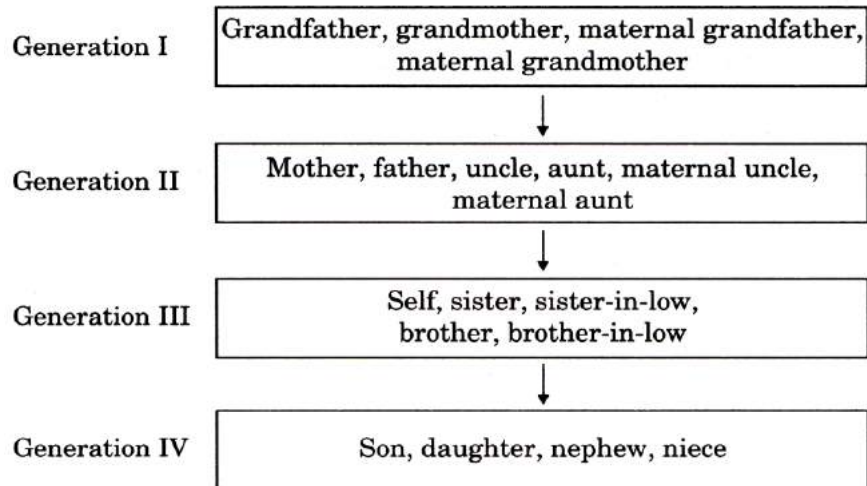 Generation I
Grandfather, grandmother, maternal grandfather,
maternal grandmother
Generation II
Mother, father, uncle, aunt, maternal uncle,
maternal aunt
Generation III
Self, sister, sister-in-low,
brother, brother-in-low
Generation IV
Son, daughter, nephew, niece